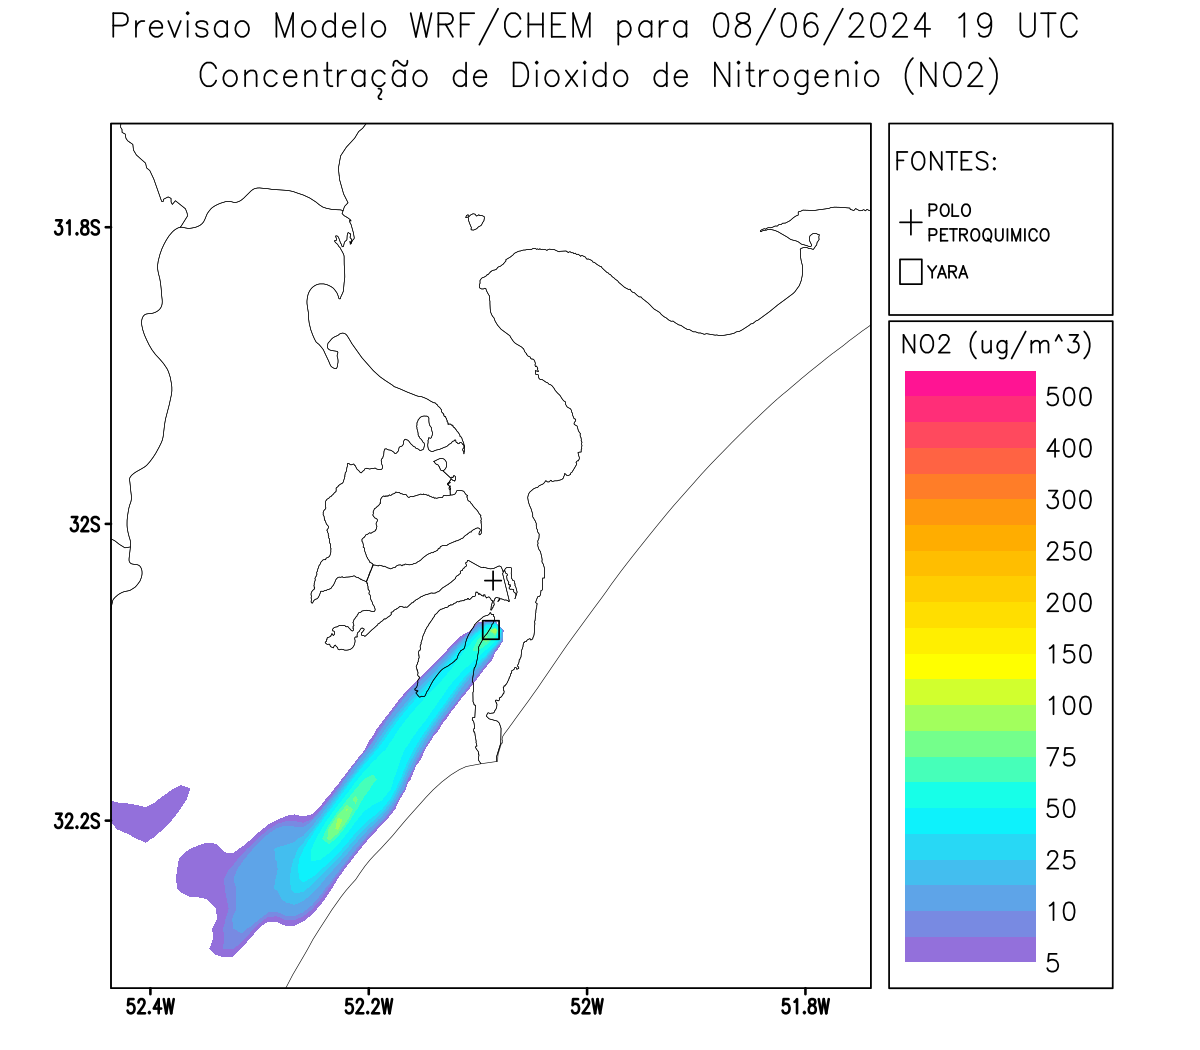 Previsao Modelo WRF/CHEM para 08/06/2024 19 UTC
Concentração de Dioxido de Nitrogenio (NO2)
FONTES:
POLO
PETROQUIMICO
YARA
NO2 (ug/m^3)
500
400
300
250
200
150
100
75
50
25
10
5
31.8S
32S
32.2S
52.4W
52.2W
52W
51.8W